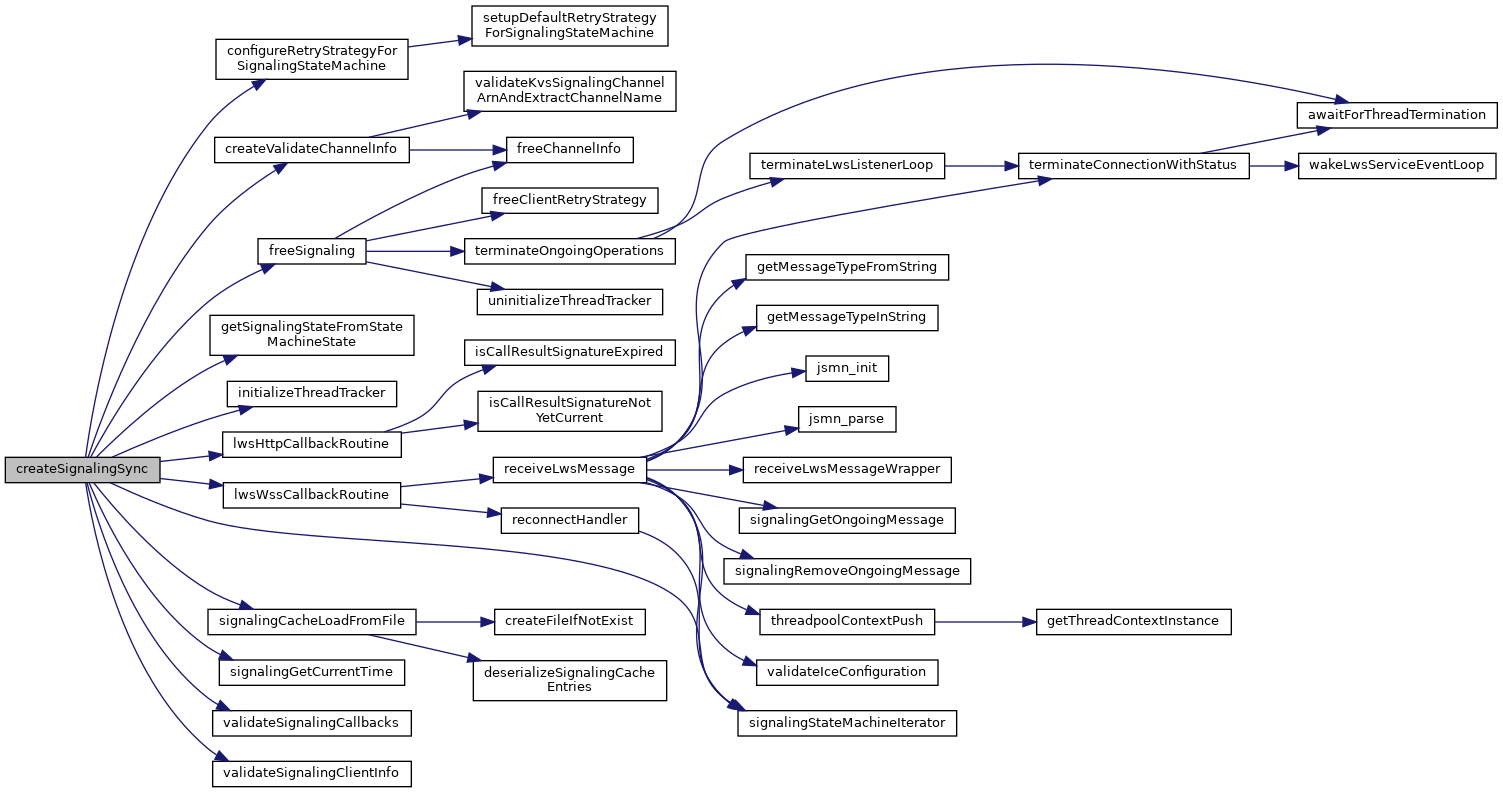 setupDefaultRetryStrategy
ForSignalingStateMachine
configureRetryStrategyFor
SignalingStateMachine
validateKvsSignalingChannel
ArnAndExtractChannelName
awaitForThreadTermination
createValidateChannelInfo
freeChannelInfo
terminateLwsListenerLoop
terminateConnectionWithStatus
wakeLwsServiceEventLoop
freeClientRetryStrategy
freeSignaling
terminateOngoingOperations
getMessageTypeFromString
uninitializeThreadTracker
getMessageTypeInString
getSignalingStateFromState
MachineState
isCallResultSignatureExpired
jsmn_init
initializeThreadTracker
isCallResultSignatureNot
YetCurrent
jsmn_parse
lwsHttpCallbackRoutine
createSignalingSync
receiveLwsMessage
receiveLwsMessageWrapper
lwsWssCallbackRoutine
reconnectHandler
signalingGetOngoingMessage
signalingRemoveOngoingMessage
signalingCacheLoadFromFile
createFileIfNotExist
threadpoolContextPush
getThreadContextInstance
signalingGetCurrentTime
deserializeSignalingCache
Entries
validateIceConfiguration
validateSignalingCallbacks
signalingStateMachineIterator
validateSignalingClientInfo